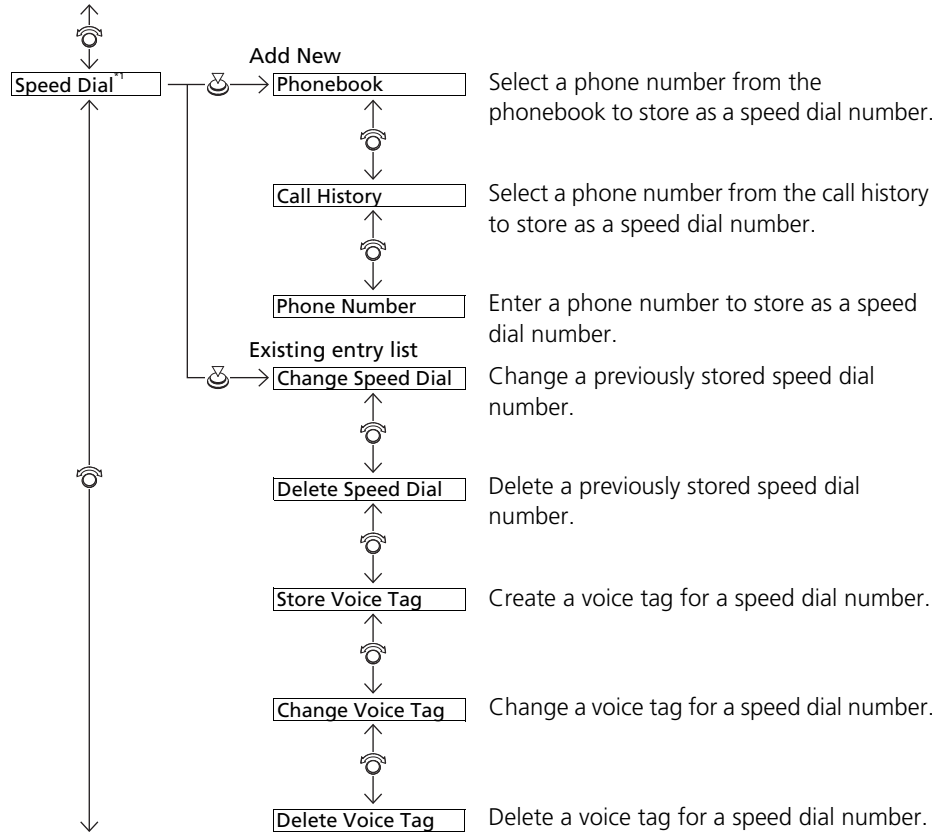 Add New
Speed Dial*1
Phonebook
Select a phone number from the
phonebook to store as a speed dial number.
Call History
Select a phone number from the call history
to store as a speed dial number.
Phone Number
Enter a phone number to store as a speed
dial number.
Existing entry list
Change Speed Dial
Change a previously stored speed dial
number.
Delete Speed Dial
Delete a previously stored speed dial
number.
Store Voice Tag
Create a voice tag for a speed dial number.
Change Voice Tag
Change a voice tag for a speed dial number.
Delete Voice Tag
Delete a voice tag for a speed dial number.